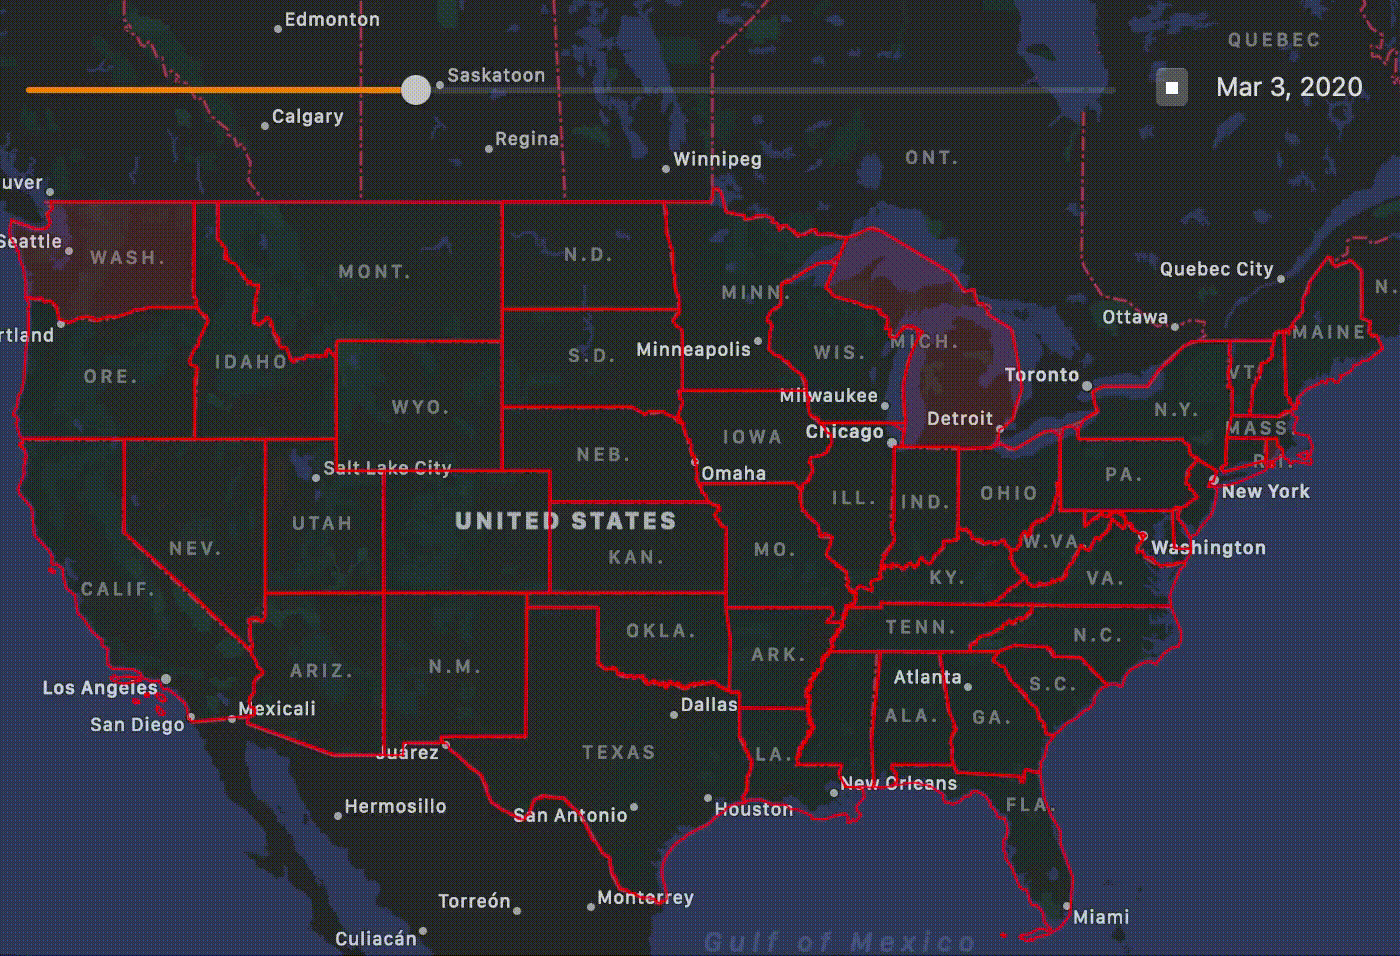 Edmonton
QUEBEC
Saskatoon
Mar 3, 2020
Calgary
Regina
Winnipeg
ONT.
uver
Seattle
WASH.
N.D.
MONT.
Quebec City
MINN.
N.
Ottawa
rtland
MAINE
MICH.
Minneapolis
WIS.
S.D.
IDAHO
ORE.
Toronto
VT.
Milwaukee
WYO.
N.Y.
Detroit
MASS.
Chicago
IOWA
NEB.
R.I.
Salt Lake City
Omaha
PA.
New York
ILL.
IND.
OHIO
UNITED STATES
UTAH
W.VA.
NEV.
MO.
KAN.
Washington
KY.
VA.
CALIF.
OKLA.
TENN.
N.C.
ARK.
ARIZ.
N.M.
Atlanta
S.C.
Los Angeles
Mexicali
Dallas
ALA.
GA.
San Diego
Juárez
TEXAS
LA.
New Orleans
Hermosillo
San Antonio
Houston
FLA.
Torreón
Monterrey
Miami
Culiacán
Gulf of Mexico